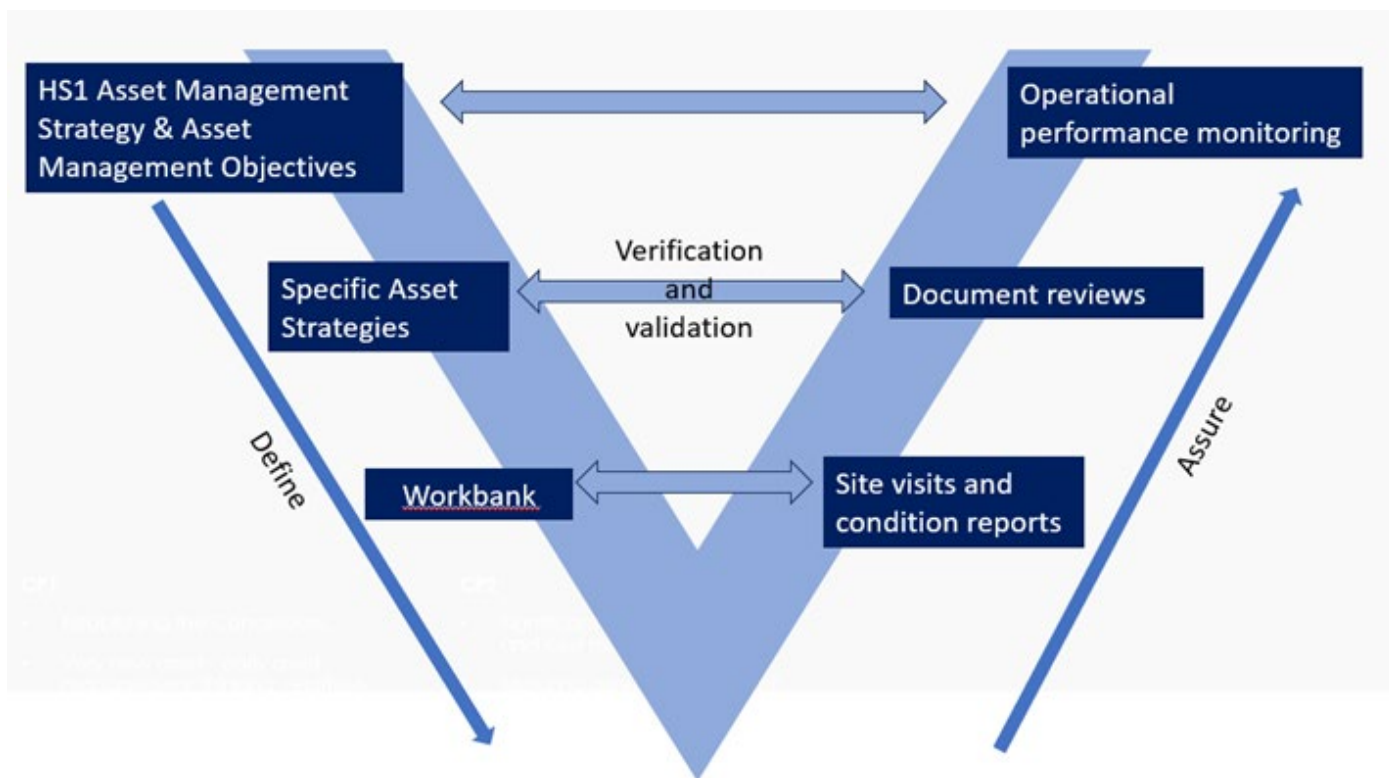 HS1 Asset Management
Strategy & Asset
Management Objectives
Operational
performance monitoring
Verification
and
validation
Specific Asset
Strategies
Document reviews
Define
Assure
Workbank
Site visits and
condition reports